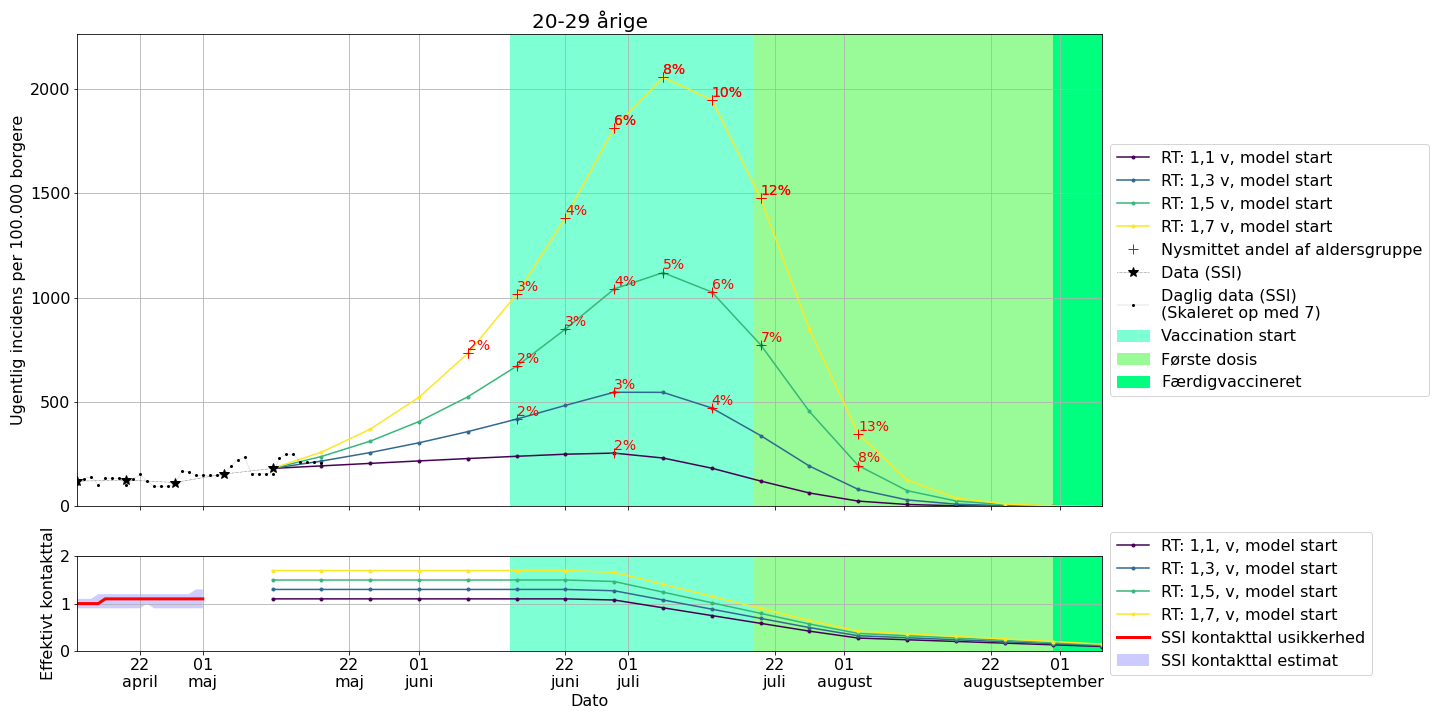 20-29 årige
Ugentlig incidens per 100.000 borgere
2000
1500
1000
500
0
8%
10%
6%
12%
4%
3%
5%
4%
6%
3%
2%
7%
2%
3%
2%
4%
13%
2%
8%
RT: 1,1 v, model start
RT: 1,3 v, model start
RT: 1,5 v, model start
RT: 1,7 v, model start
Nysmittet andel af aldersgruppe
Data (SSI)
Daglig data (SSI)
(Skaleret op med 7)
Vaccination start
Første dosis
Færdigvaccineret
Effektivt kontakttal
2
1
0
RT: 1,1, v, model start
RT: 1,3, v, model start
RT: 1,5, v, model start
RT: 1,7, v, model start
SSI kontakttal usikkerhed
SSI kontakttal estimat
22 01 22 01 22 01 22 01 22 01
april maj maj juni juni juli juli august august september
Dato